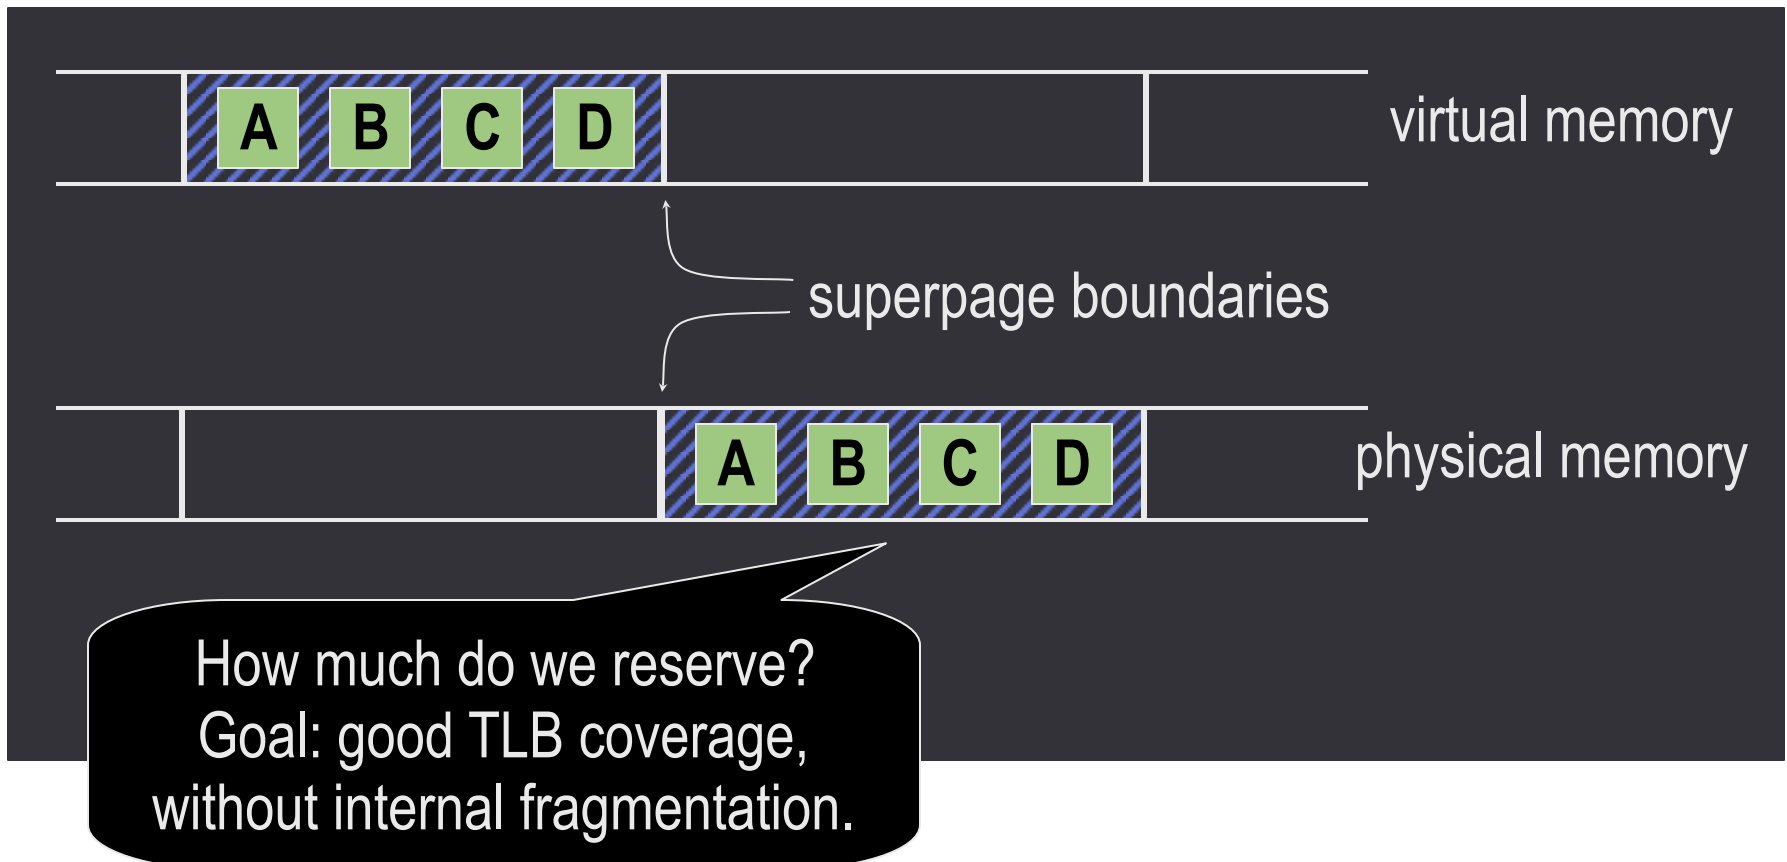 A B C D
virtual memory
superpage boundaries
A B C D
physical memory
How much do we reserve?
Goal: good TLB coverage,
without internal fragmentation.